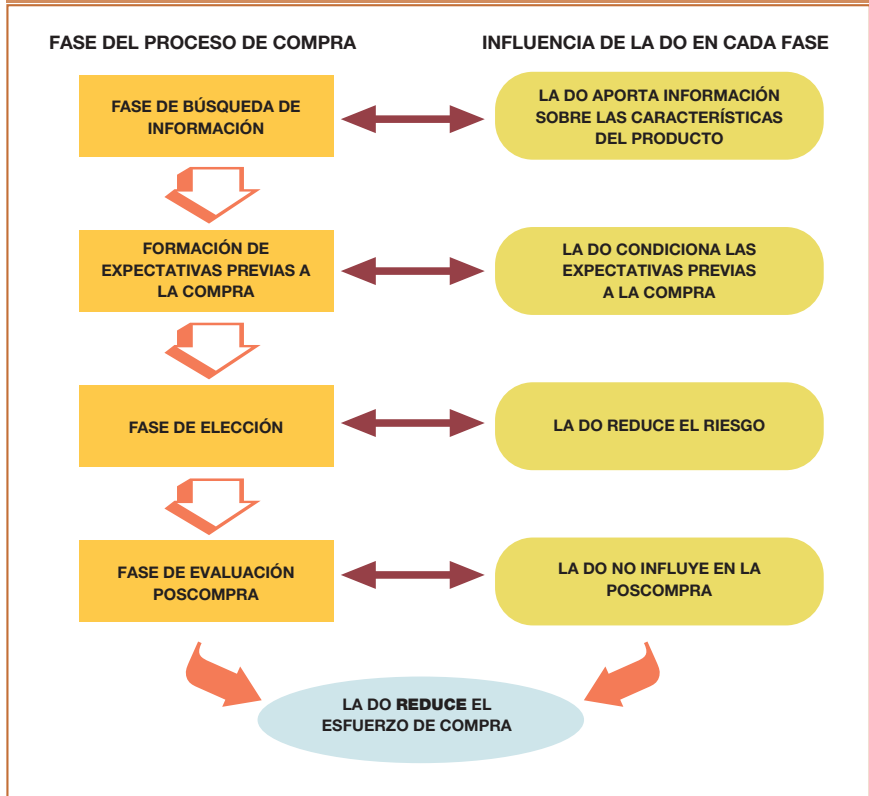 FASE DEL PROCESO DE COMPRA
INFLUENCIA DE LA DO EN CADA FASE
FASE DE BÚSQUEDA DE
INFORMACIÓN
LA DO APORTA INFORMACIÓN
SOBRE LAS CARACTERÍSTICAS
DEL PRODUCTO
FORMACIÓN DE
EXPECTATIVAS PREVIAS A
LA COMPRA
LA DO CONDICIONA LAS
EXPECTATIVAS PREVIAS
A LA COMPRA
FASE DE ELECCIÓN
LA DO REDUCE EL RIESGO
FASE DE EVALUACIÓN
POSCOMPRA
LA DO NO INFLUYE EN LA
POSCOMPRA
LA DO REDUCE EL
ESFUERZO DE COMPRA